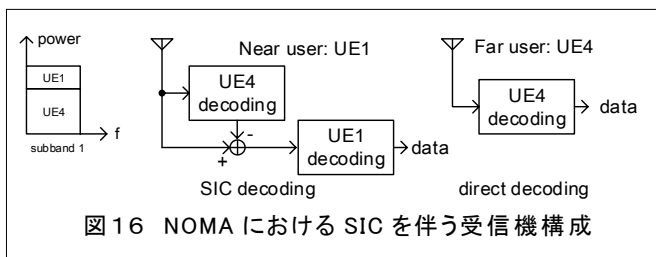 power
UE1
UE4
f
subband 1
Near user: UE1
UE4
decoding
-
+
UE1
decoding
data
SIC decoding
Far user: UE4
UE4
decoding
data
direct decoding
図16 NOMA における SIC を伴う受信機構成